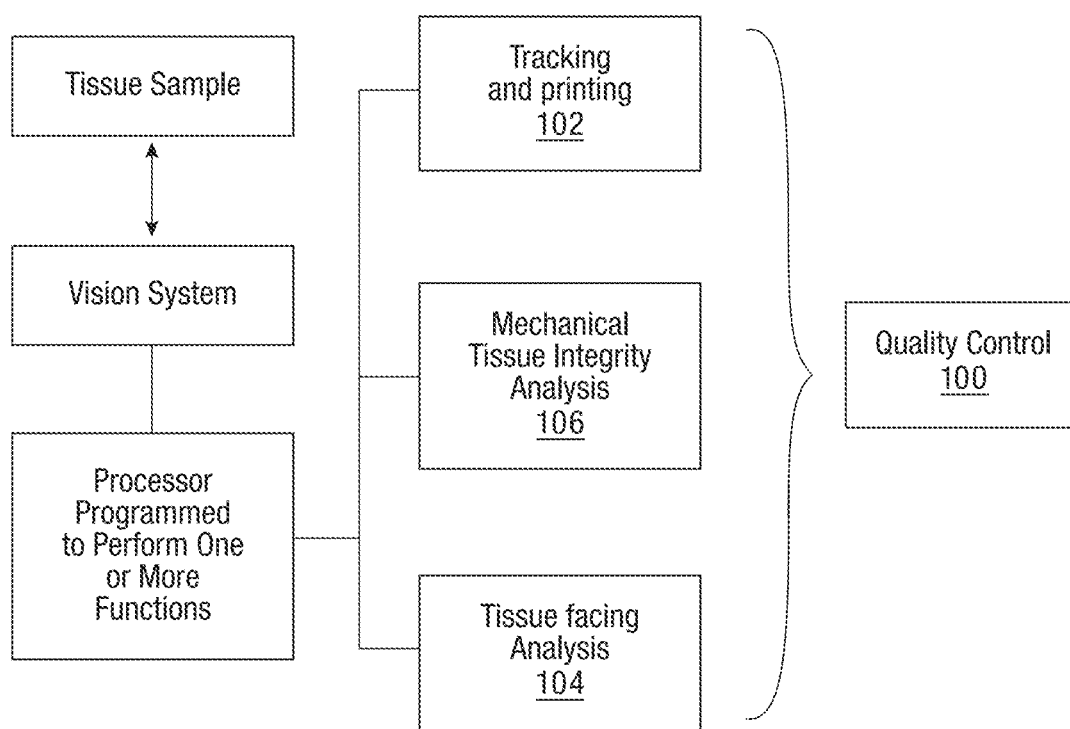 Tissue Sample
Vision System
Processor
Programmed
to Perform One
or More
Functions
Tracking
and printing
102
Mechanical
Tissue Integrity
Analysis
106
Tissue facing
Analysis
104
Quality Control
100